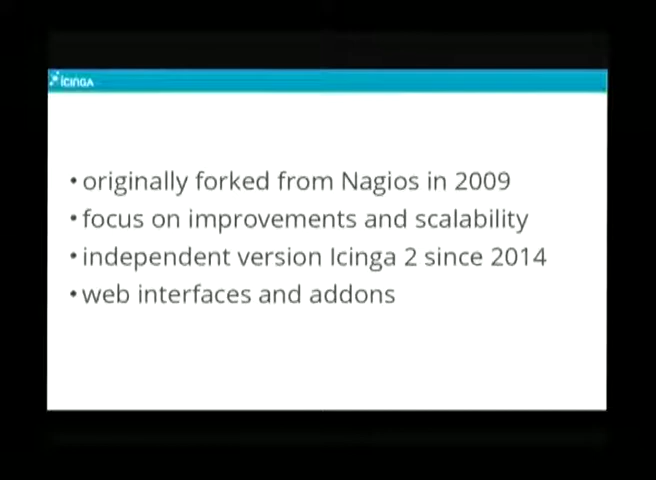 icinga
• originally forked from Nagios in 2009
• focus on improvements and scalability
• independent version Icinga 2 since 2014
• web interfaces and addons